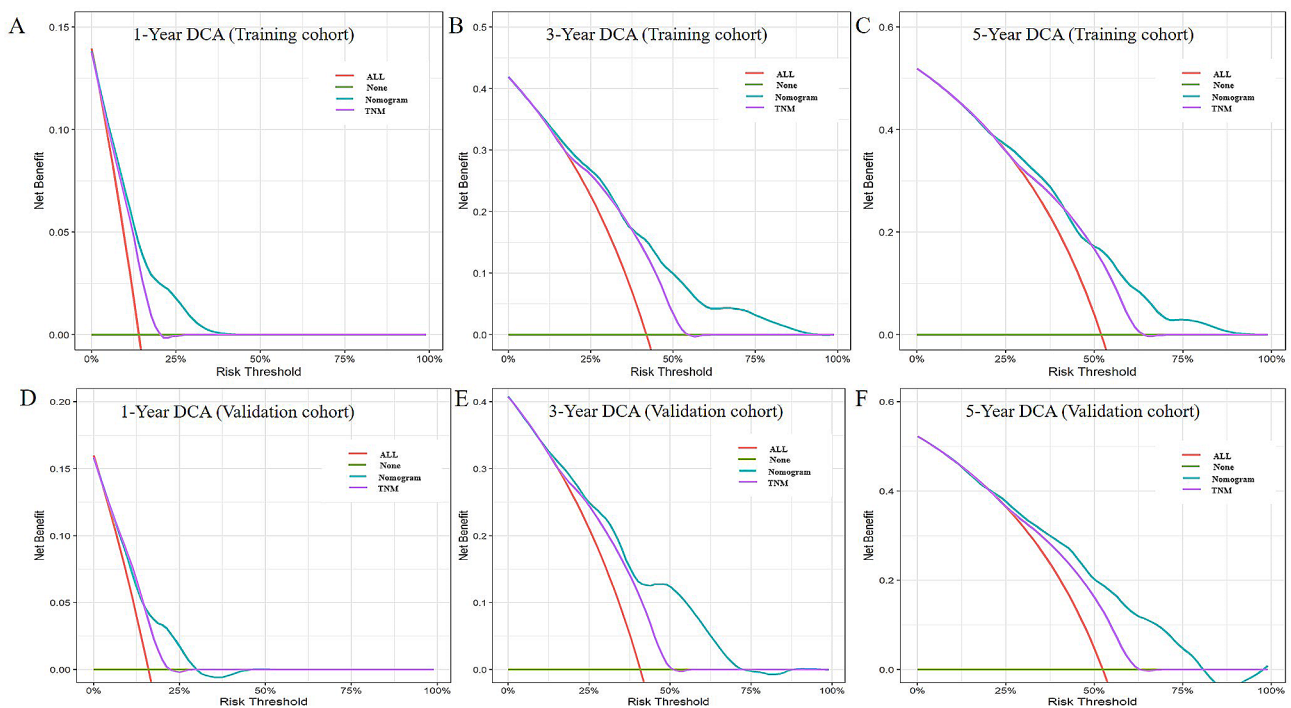 A
1-Year DCA (Training cohort)
0.15
0.10
0.05
0.00
Net Benefit
ALL
None
Nomogram
TNM
0%
25%
50%
75%
100%
Risk Threshold
B
3-Year DCA (Training cohort)
0.5
0.4
0.3
0.2
0.1
0.0
Net Benefit
ALL
None
Nomogram
TNM
0%
25%
50%
75%
100%
Risk Threshold
C
5-Year DCA (Training cohort)
0.6
0.4
0.2
0.0
Net Benefit
ALL
None
Nomogram
TNM
0%
25%
50%
75%
100%
Risk Threshold
D
1-Year DCA (Validation cohort)
0.20
0.15
0.10
0.05
0.00
Net Benefit
ALL
None
Nomogram
TNM
0%
25%
50%
75%
100%
Risk Threshold
E
3-Year DCA (Validation cohort)
0.4
0.3
0.2
0.1
0.0
Net Benefit
ALL
None
Nomogram
TNM
0%
25%
50%
75%
100%
Risk Threshold
F
5-Year DCA (Validation cohort)
0.6
0.4
0.2
0.0
Net Benefit
ALL
None
Nomogram
TNM
0%
25%
50%
75%
100%
Risk Threshold